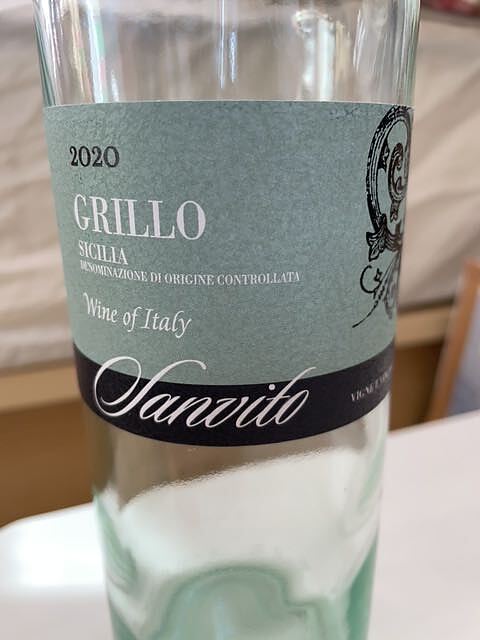 2020
GRILLO
SICILIA
DENOMINAZIONE DI ORIGINE CONTROLLATA
Wine of Italy
Sanvito